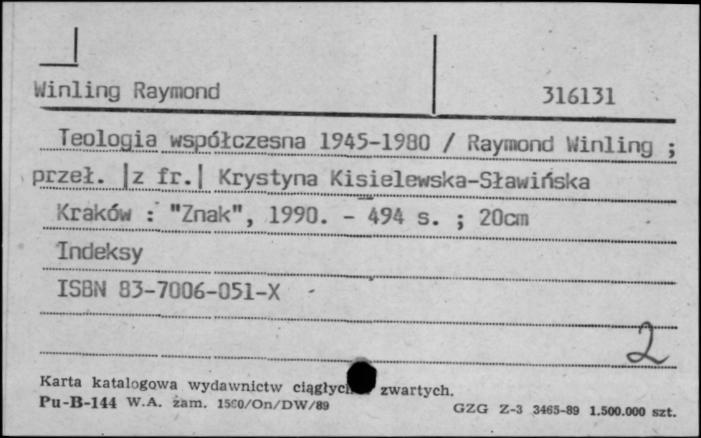 Winling Raymond 316131
Teologia współczesna 1945-1980 / Raymond Winling ;
przeł. |z fr.| Krystyna Kisielewska-Sławińska
Kraków : "Znak", 1990. - 494 s. ; 20cm
Indeksy
ISBN 83-7006-051-X
2
Karta katalogowa wydawnictw zwartych.
Pu-B-144 W.A. zam. /On/DW/89 GZG Z-3 3465-89 1.500.000 szt.